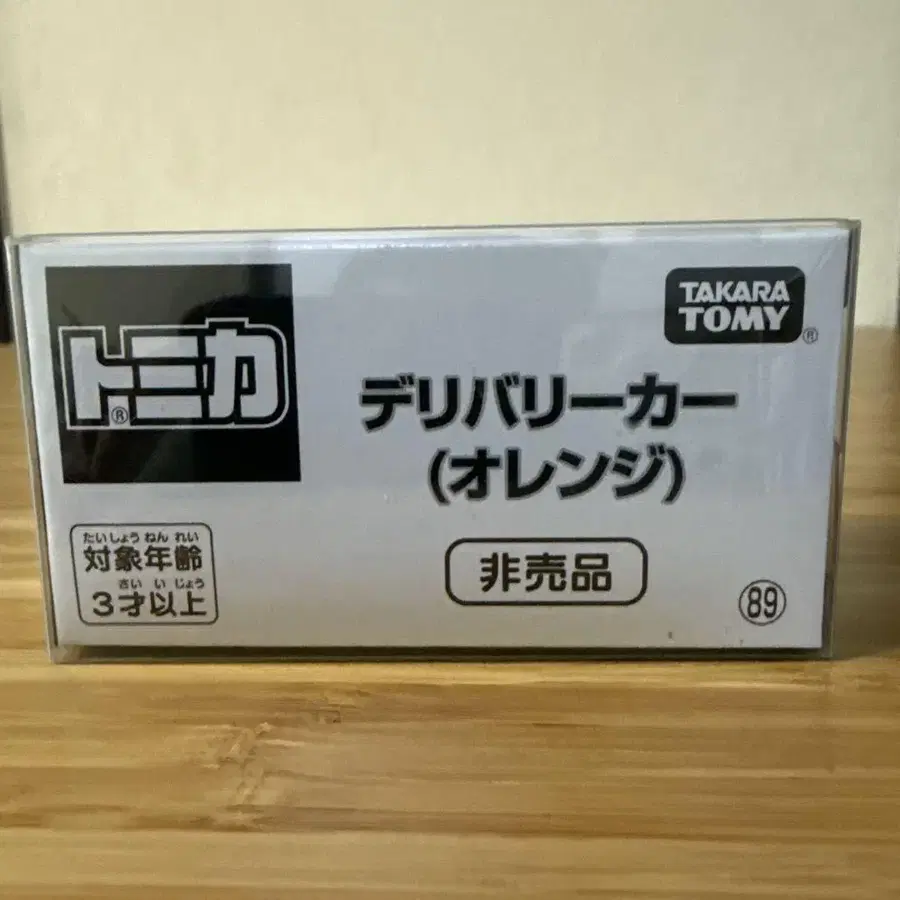 トミカ®
TAKARA
TOMY®
デリバリーカー
(オレンジ)
たいしょう ねん れい
対象年齢
さい い じょう
3才以上
非売品
89